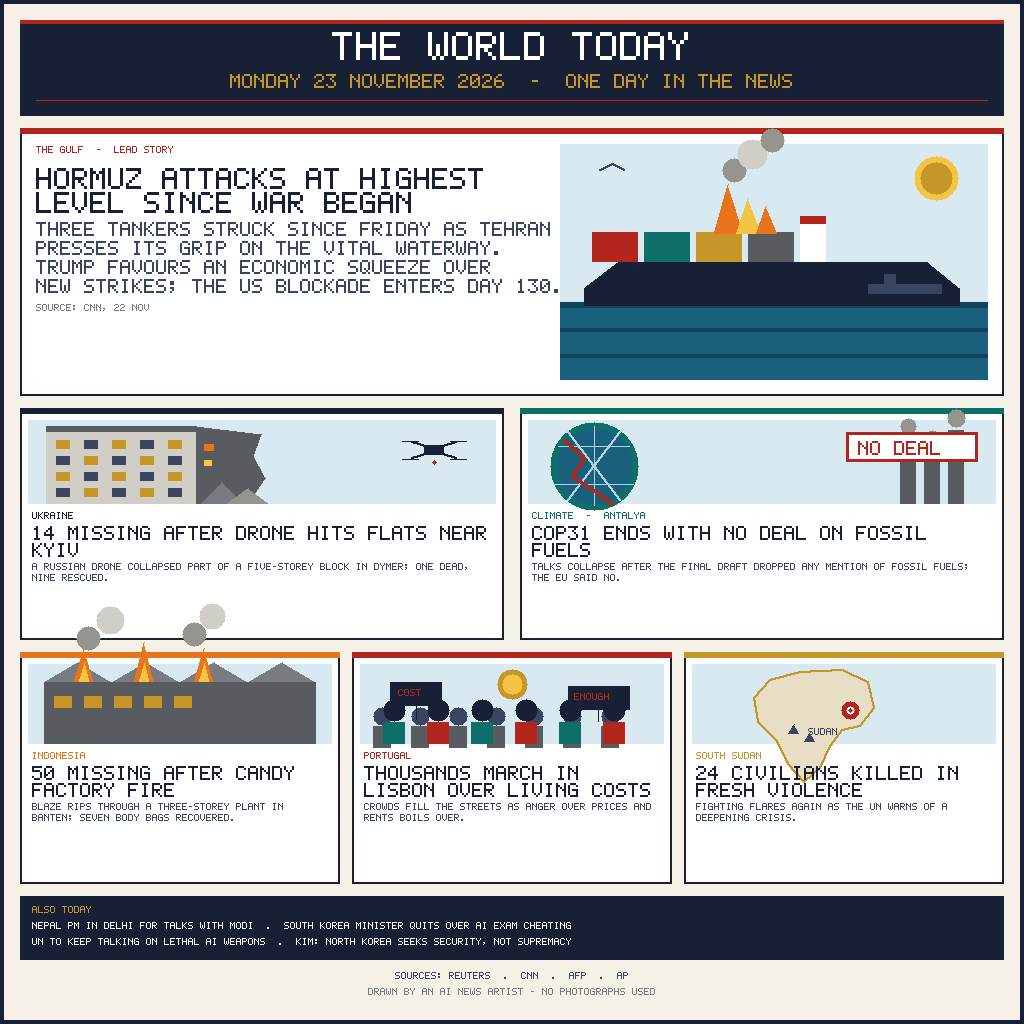 THE WORLD TODAY
MONDAY 23 NOVEMBER 2026 - ONE DAY IN THE NEWS
THE GULF - LEAD STORY
HORMUZ ATTACKS AT HIGHEST
LEVEL SINCE WAR BEGAN
THREE TANKERS STRUCK SINCE FRIDAY AS TEHRAN
PRESSES ITS GRIP ON THE VITAL WATERWAY.
TRUMP FAVOURS AN ECONOMIC SQUEEZE OVER
NEW STRIKES; THE US BLOCKADE ENTERS DAY 130.
SOURCE: CNN, 22 NOV
UKRAINE
14 MISSING AFTER DRONE HITS FLATS NEAR
KYIV
A RUSSIAN DRONE COLLAPSED PART OF A FIVE-STOREY BLOCK IN DYMER; ONE DEAD,
NINE RESCUED.
NO DEAL
CLIMATE - ANTALYA
COP31 ENDS WITH NO DEAL ON FOSSIL
FUELS
TALKS COLLAPSE AFTER THE FINAL DRAFT DROPPED ANY MENTION OF FOSSIL FUELS;
THE EU SAID NO.
INDONESIA
50 MISSING AFTER CANDY
FACTORY FIRE
BLAZE RIPS THROUGH A THREE-STOREY PLANT IN
BANTEN; SEVEN BODY BAGS RECOVERED.
COST
ENOUGH
PORTUGAL
THOUSANDS MARCH IN
LISBON OVER LIVING COSTS
CROWDS FILL THE STREETS AS ANGER OVER PRICES AND
RENTS BOILS OVER.
SUDAN
SOUTH SUDAN
24 CIVILIANS KILLED IN
FRESH VIOLENCE
FIGHTING FLARES AGAIN AS THE UN WARNS OF A
DEEPENING CRISIS.
ALSO TODAY
NEPAL PM IN DELHI FOR TALKS WITH MODI . SOUTH KOREA MINISTER QUITS OVER AI EXAM CHEATING
UN TO KEEP TALKING ON LETHAL AI WEAPONS . KIM: NORTH KOREA SEEKS SECURITY, NOT SUPREMACY
SOURCES: REUTERS . CNN . AFP . AP
DRAWN BY AN AI NEWS ARTIST - NO PHOTOGRAPHS USED